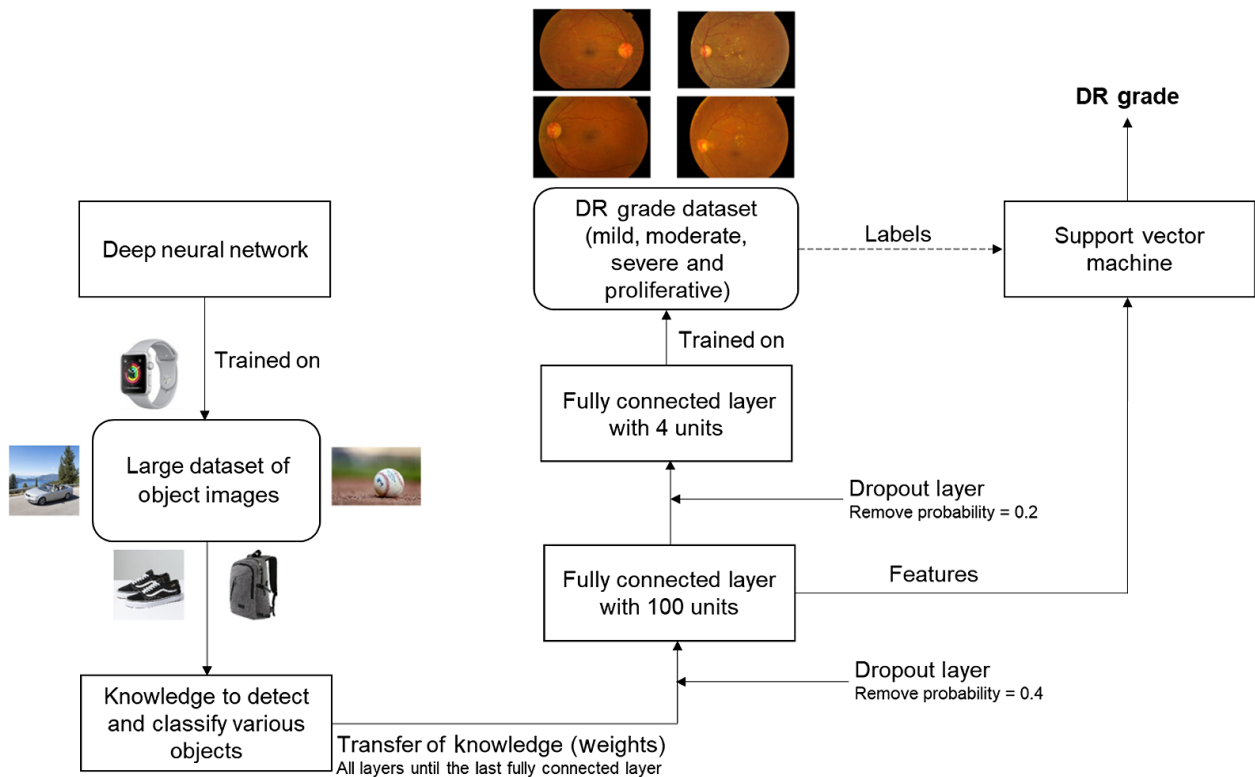 Deep neural network
Trained on
Large dataset of
object images
Knowledge to detect
and classify various
objects
Transfer of knowledge (weights)
All layers until the last fully connected layer
Dropout layer
Remove probability = 0.4
Fully connected layer
with 100 units
Features
Dropout layer
Remove probability = 0.2
Fully connected layer
with 4 units
Trained on
DR grade dataset
(mild, moderate,
severe and
proliferative)
Labels
Support vector
machine
DR grade